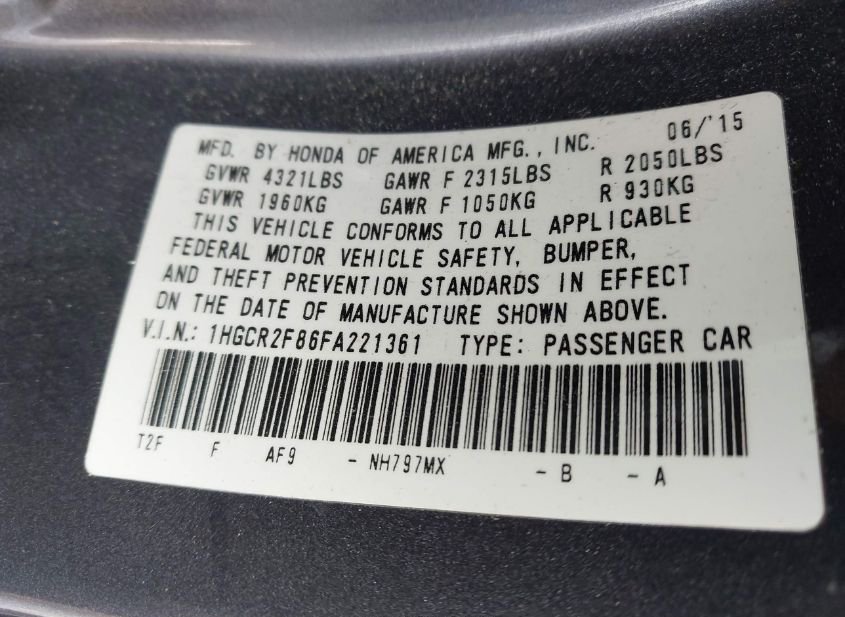 MFD. BY HONDA OF AMERICA MFG., INC. 06/'15
GVWR 4321LBS GAWR F 2315LBS R 2050LBS
GVWR 1960KG GAWR F 1050KG R 930KG
THIS VEHICLE CONFORMS TO ALL APPLICABLE
FEDERAL MOTOR VEHICLE SAFETY, BUMPER,
AND THEFT PREVENTION STANDARDS IN EFFECT
ON THE DATE OF MANUFACTURE SHOWN ABOVE.
V.I.N.: 1HGCR2F86FA221361 TYPE: PASSENGER CAR
T2F F AF9 - NH797MX - B - A